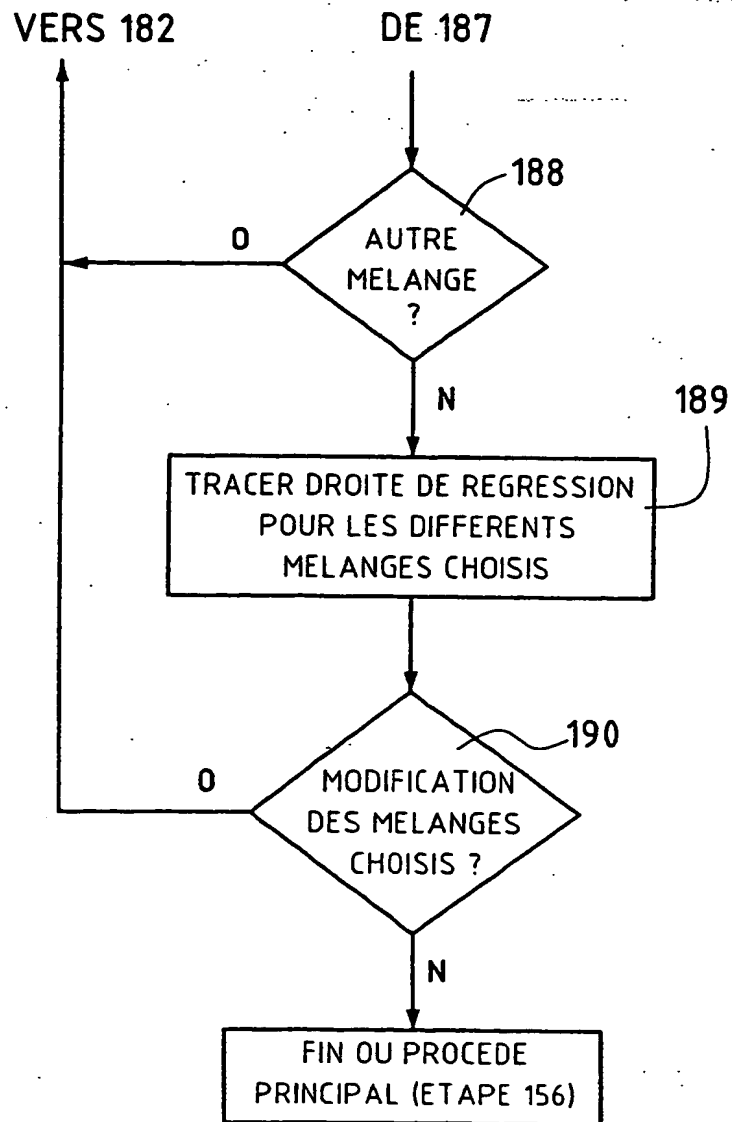 VERS 182
DE 187
188
O
AUTRE
MELANGE
?
N
189
TRACER DROITE DE REGRESSION
POUR LES DIFFERENTS
MELANGES CHOISIS
190
O
MODIFICATION
DES MELANGES
CHOISIS ?
N
FIN OU PROCEDE
PRINCIPAL (ETAPE 156)